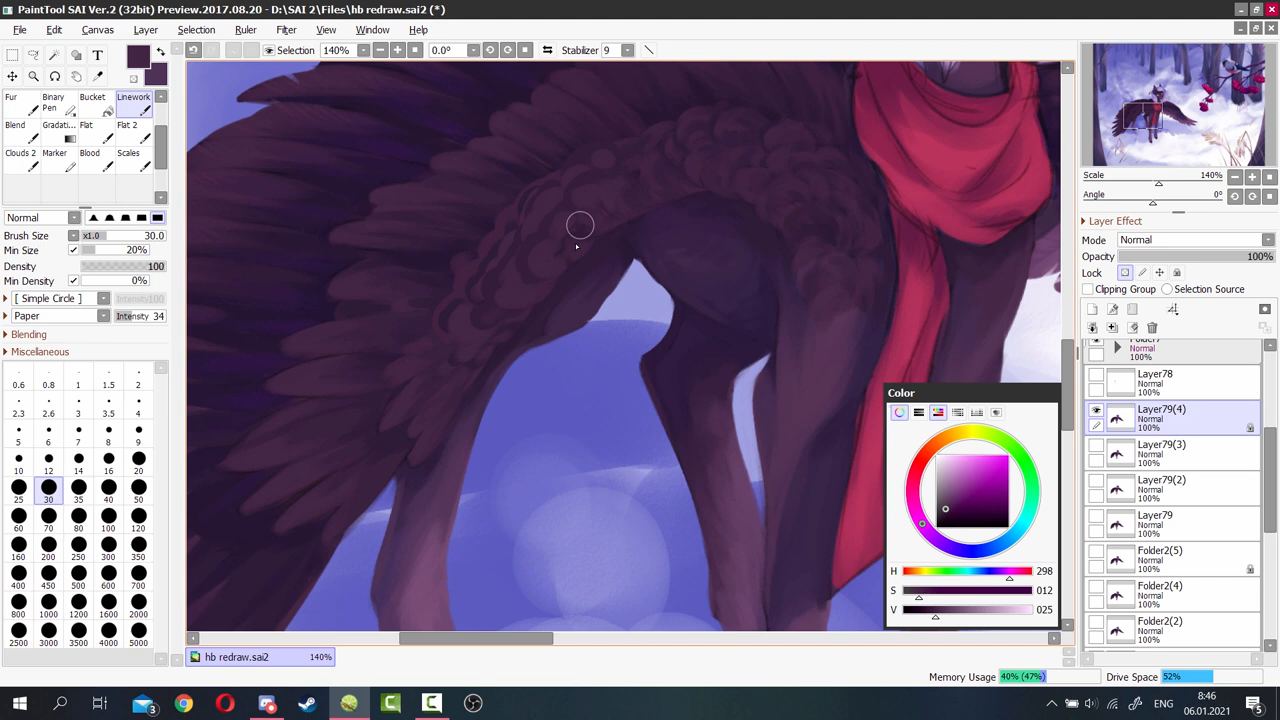 PaintTool SAI Ver.2 (32bit) Preview.2017.08.20 - D:\SAI 2\Files\hb redraw.sai2 (*)
File Edit Canvas Layer Selection Ruler Filter View Window Help
Selection 140% 0.0° Stabilizer 9
T
Fur Binary Pen Bucket Linework
Blend Gradati... Flat Flat 2
Clouds 2 Marker Blood Scales
Normal
Brush Size x1.0 30.0
Min Size 20%
Density 100
Min Density 0%
[ Simple Circle ] Intensity 100
Paper Intensity 34
Blending
Miscellaneous
0.6 0.8 1 1.5 2
2.3 2.6 3 3.5 4
5 6 7 8 9
10 12 14 16 20
25 30 35 40 50
60 70 80 100 120
160 200 250 300 350
400 450 500 600 700
800 1000 1200 1400 1600
2500 3000 3500 4000 5000
Color
H 298
S 012
V 025
Scale 140%
Angle 0°
Layer Effect
Mode Normal
Opacity 100%
Lock
Clipping Group Selection Source
Folder7
Normal
100%
Layer78
Normal
100%
Layer79(4)
Normal
100%
Layer79(3)
Normal
100%
Layer79(2)
Normal
100%
Layer79
Normal
100%
Folder2(5)
Normal
100%
Folder2(4)
Normal
100%
Folder2(2)
Normal
100%
hb redraw.sai2 140%
Memory Usage 40% (47%) Drive Space 52%
3 ENG 8:46
06.01.2021 5